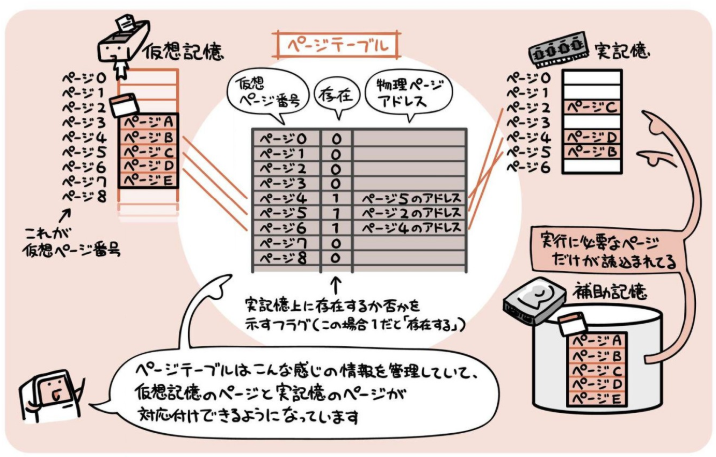 仮想記憶
ページ0
ページ1
ページ2
ページ3
ページ4
ページ5
ページ6
ページ7
ページ8
ページA
ページB
ページC
ページD
ページE
これが
仮想ページ番号
ページテーブル
仮想
ページ番号
存在
物理ページ
アドレス
ページ0 0
ページ1 0
ページ2 0
ページ3 0
ページ4 1 ページ5のアドレス
ページ5 1 ページ2のアドレス
ページ6 1 ページ4のアドレス
ページ7 0
ページ8 0
実記憶上に存在するか否かを
示すフラグ(この場合1だと「存在する」)
実記憶
ページ0
ページ1
ページ2
ページ3
ページ4
ページ5
ページ6
ページC
ページD
ページB
実行に必要なページ
だけが読込まれてる
補助記憶
ページA
ページB
ページC
ページD
ページE
ページテーブルはこんな感じの情報を管理していて、
仮想記憶のページと実記憶のページが
対応付けできるようになっています